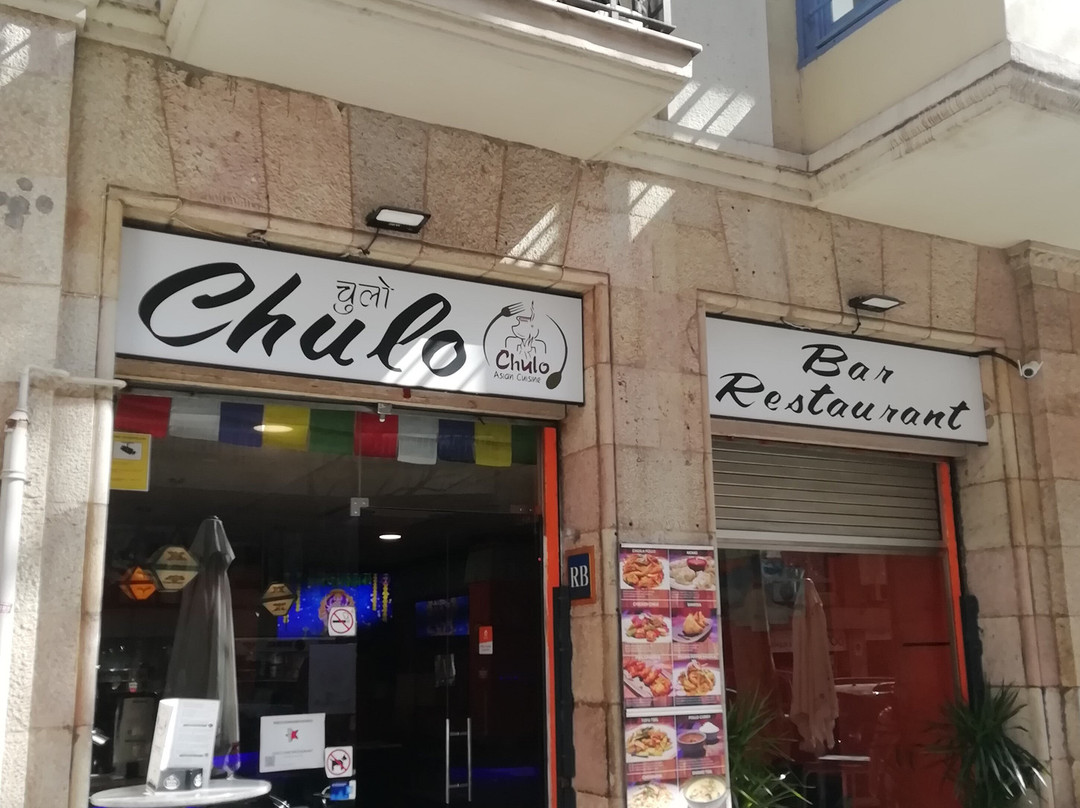 चुलो
Chulo
Chulo
Asian Cuisine
Bar
Restaurant
RB